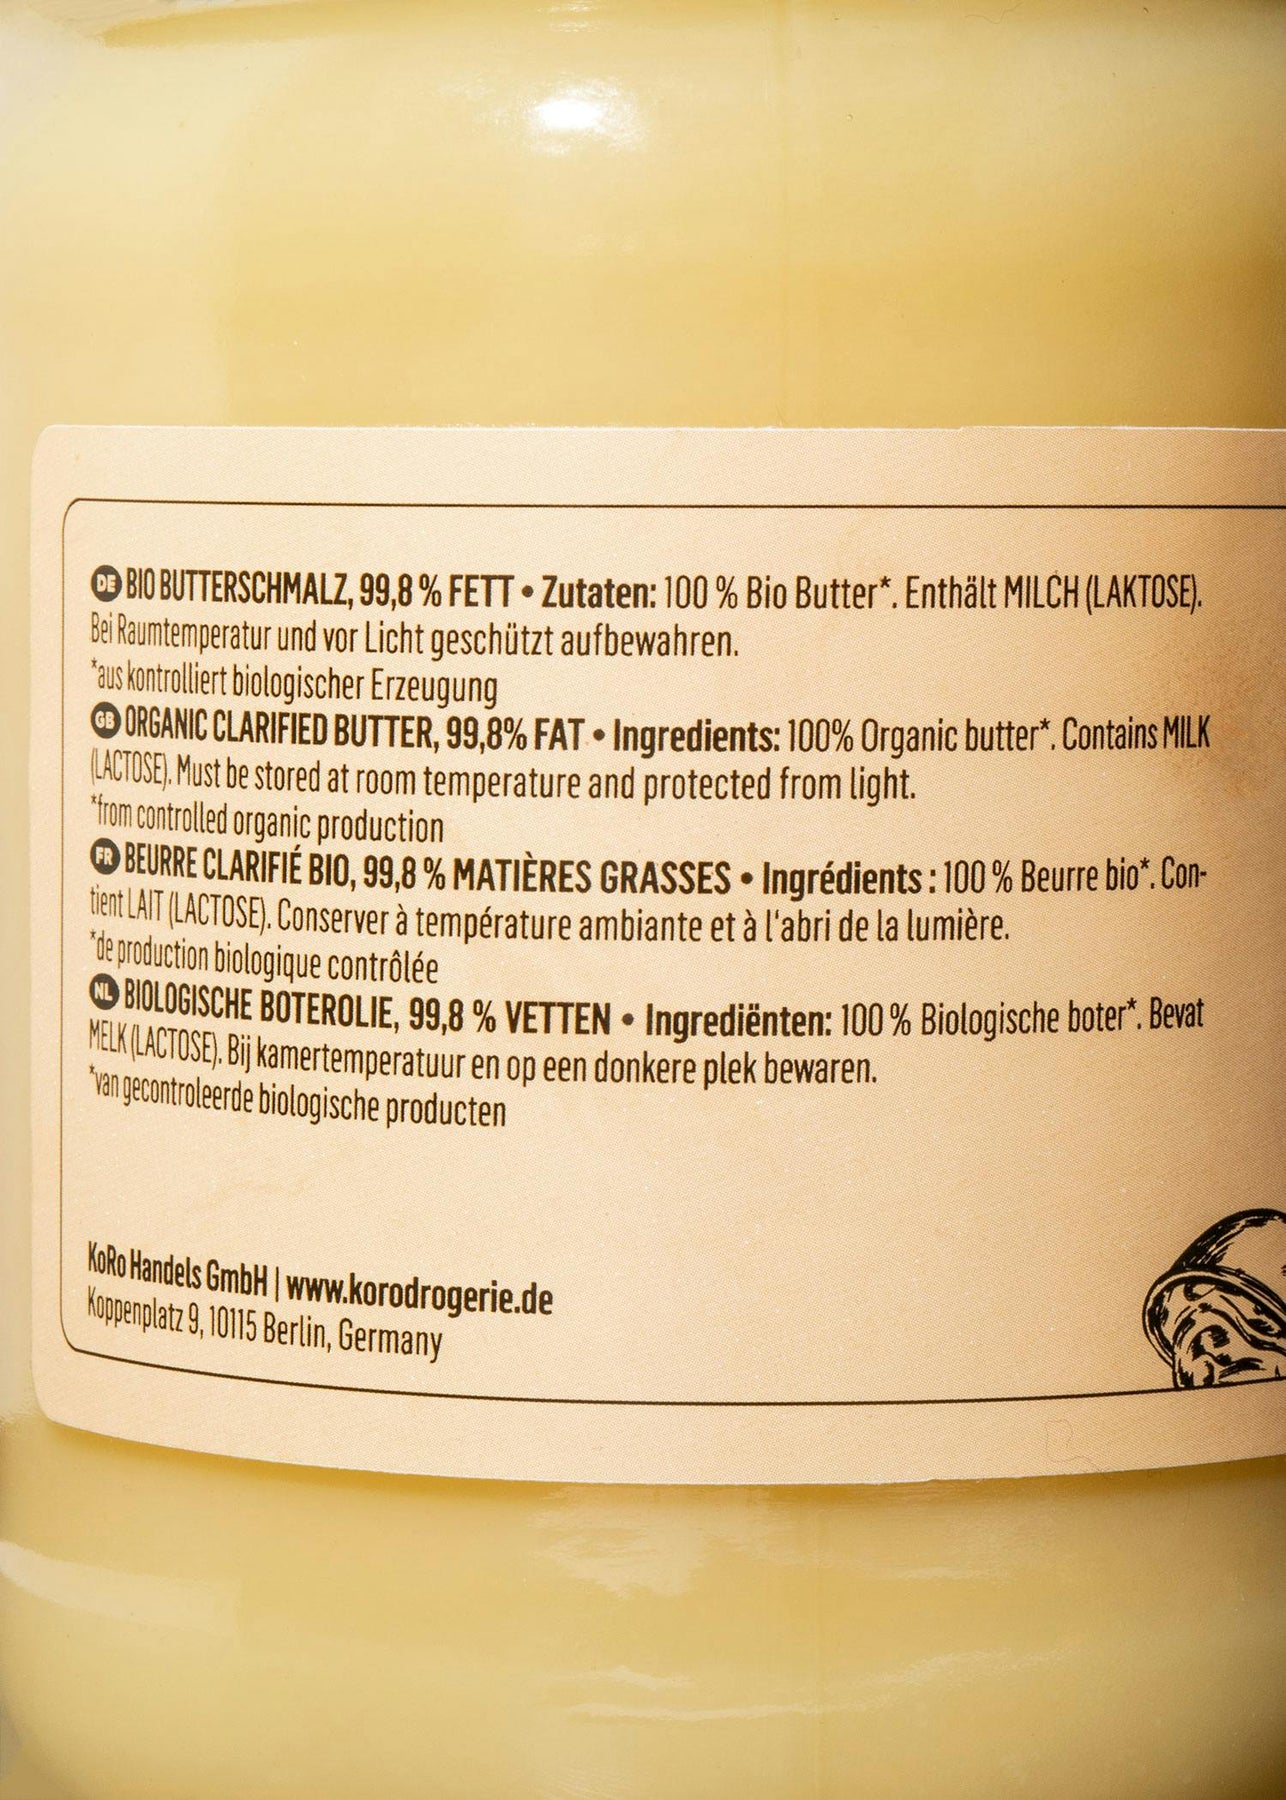 DE BIO BUTTERSCHMALZ, 99,8 % FETT • Zutaten: 100 % Bio Butter*. Enthält MILCH (LAKTOSE).
Bei Raumtemperatur und vor Licht geschützt aufbewahren.
*aus kontrolliert biologischer Erzeugung
GB ORGANIC CLARIFIED BUTTER, 99,8% FAT • Ingredients: 100% Organic butter*. Contains MILK
(LACTOSE). Must be stored at room temperature and protected from light.
*from controlled organic production
FR BEURRE CLARIFIÉ BIO, 99,8 % MATIÈRES GRASSES • Ingrédients : 100 % Beurre bio*. Con-
tient LAIT (LACTOSE). Conserver à température ambiante et à l'abri de la lumière.
*de production biologique contrôlée
NL BIOLOGISCHE BOTEROLIE, 99,8 % VETTEN • Ingrediënten: 100 % Biologische boter*. Bevat
MELK (LACTOSE). Bij kamertemperatuur en op een donkere plek bewaren.
*van gecontroleerde biologische producten
KoRo Handels GmbH | www.korodrogerie.de
Koppenplatz 9, 10115 Berlin, Germany